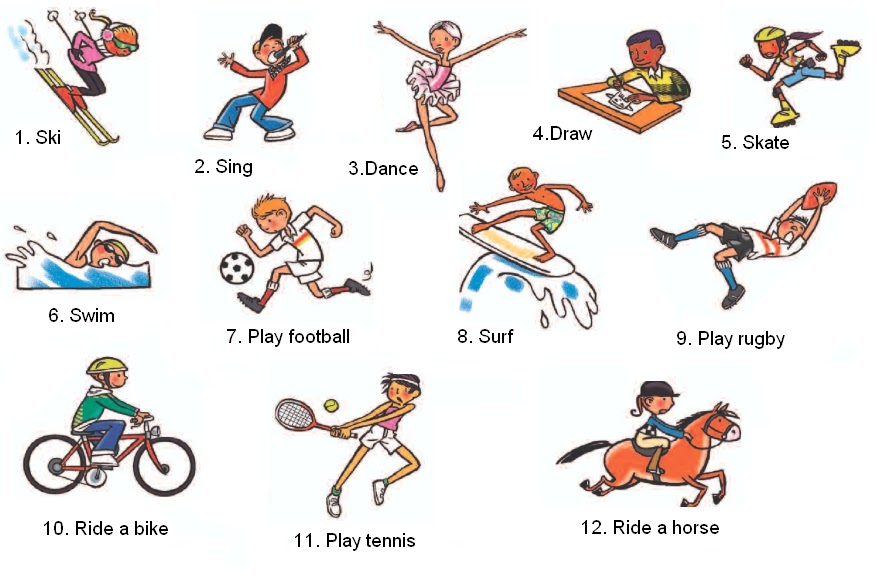 1. Ski
2. Sing
3.Dance
4.Draw
5. Skate
6. Swim
7. Play football
8. Surf
9. Play rugby
10. Ride a bike
11. Play tennis
12. Ride a horse